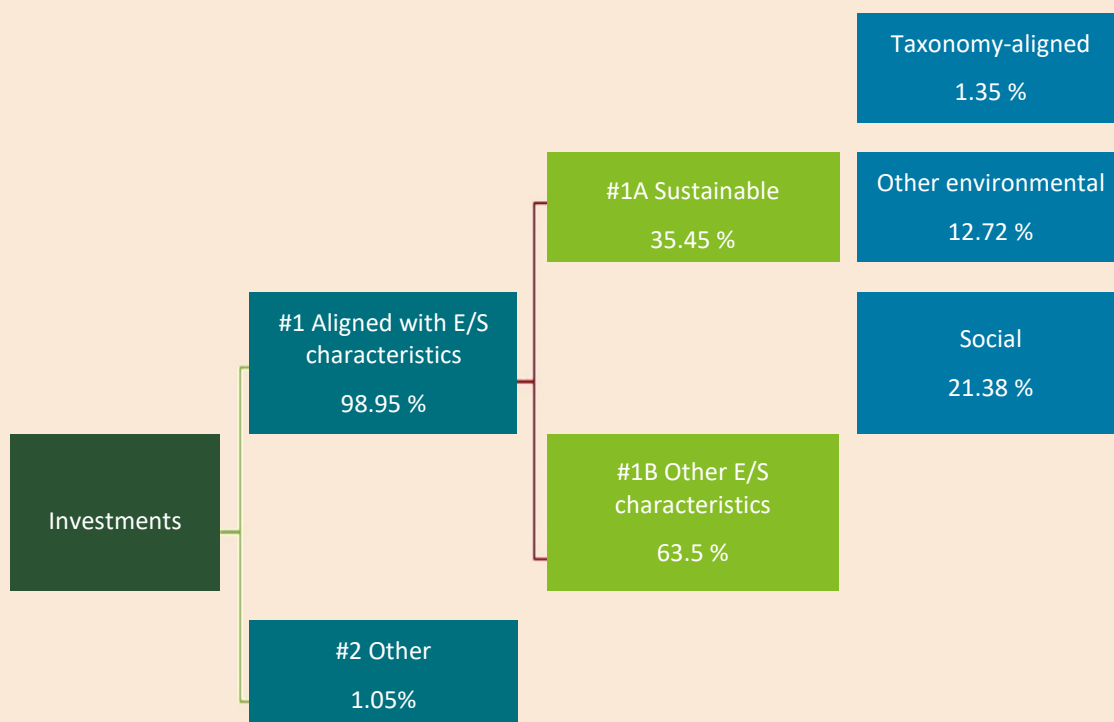 Taxonomy-aligned
1.35 %
#1A Sustainable
35.45 %
Other environmental
12.72 %
#1 Aligned with E/S
characteristics
98.95 %
Social
21.38 %
Investments
#1B Other E/S
characteristics
63.5 %
#2 Other
1.05%